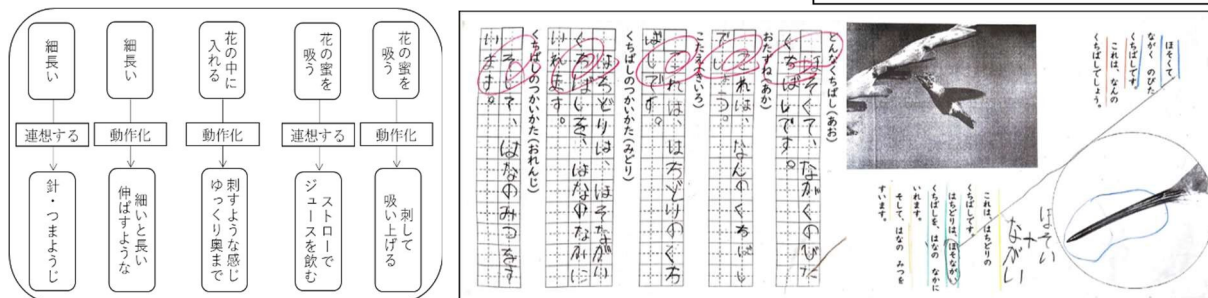 花の蜜を
吸う
動作化
刺して
吸い上げる
花の蜜を
吸う
連想する
ストローで
ジュースを飲む
花の中に
入れる
動作化
刺すような感じ
ゆっくり奥まで
細長い
動作化
細いと長い
伸ばすような
細長い
連想する
針・つまようじ
ほそくて、
ながく のびた
くちばしです。
これは、なんの
くちばしでしょう。
これは、はちどりの
くちばしです。
はちどりは、ほそながい
くちばしを、はなの なかに
いれます。
そして、はなの みつを
すいます。
ほそい
+
ながい
どんなくちばし(あお)
ほそくて、ながくのびた
くちばしです。
おたずね(あか)
これは、なんのくちばし
でしょう。
こたえ(きいろ)
これは、はちどりのくち
ばしです。
くちばしのつかいかた(みどり)
はちどりは、ほそながい
くちばしを、はなのなかに
いれます。
くちばしのつかいかた(おれんじ)
そして、はなのみつをす
います。